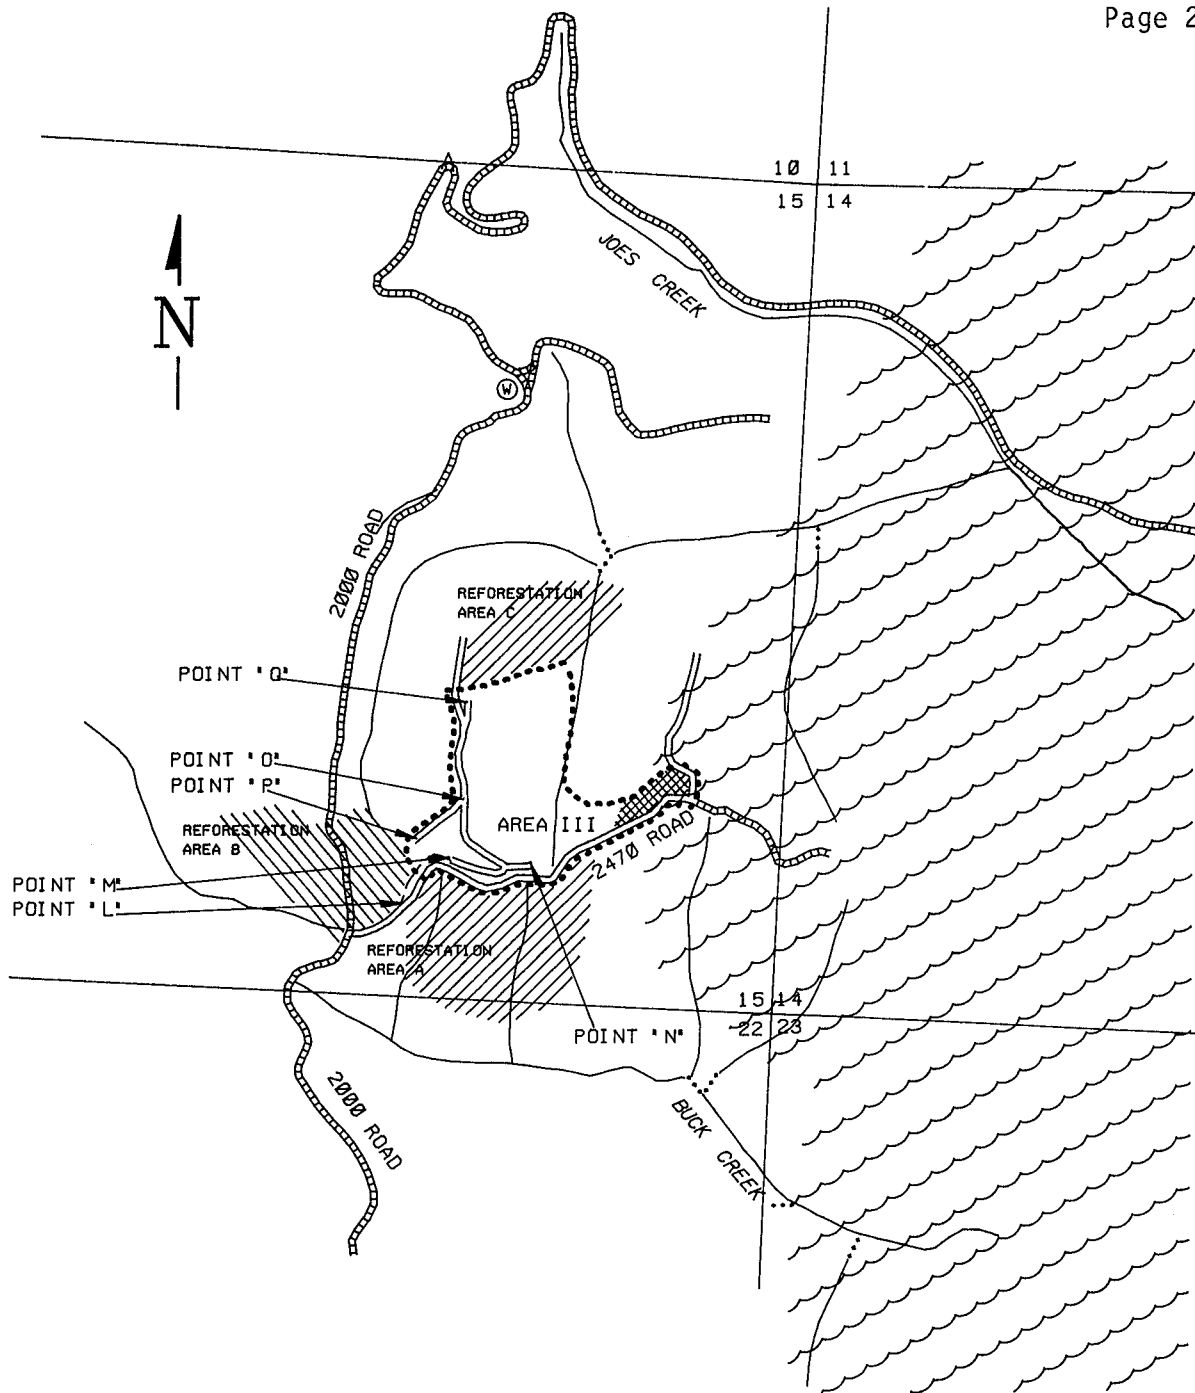 Page 2
10 11
15 14
JOES CREEK
N
W
2000 ROAD
REFORESTATION
AREA C
POINT "Q"
POINT "O"
POINT "P"
REFORESTATION
AREA B
AREA III
2470 ROAD
POINT "M"
POINT "L"
REFORESTATION
AREA A
15 14
22 23
POINT "N"
2000 ROAD
BUCK CREEK